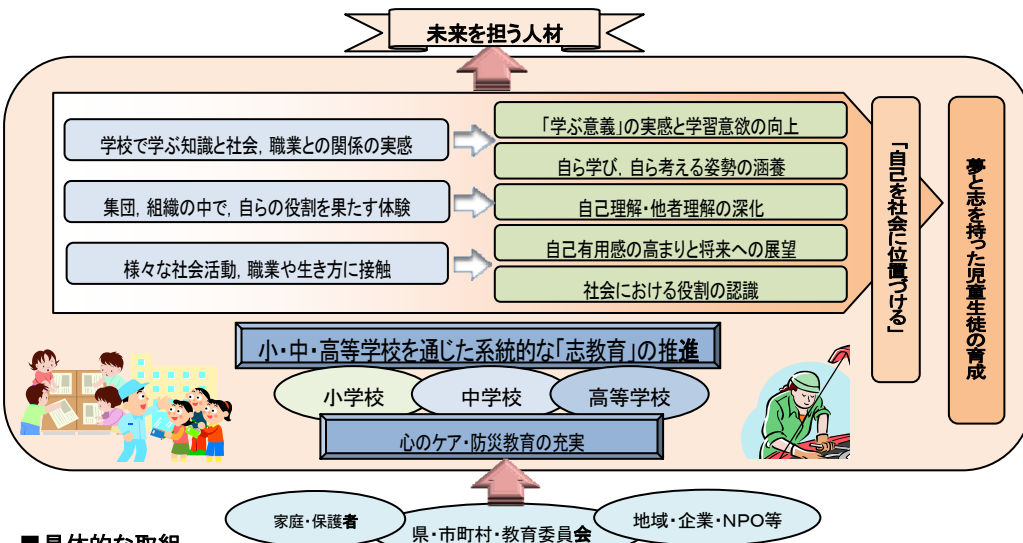 未来を担う人材
学校で学ぶ知識と社会，職業との関係の実感
集団，組織の中で，自らの役割を果たす体験
様々な社会活動，職業や生き方に接触
「学ぶ意義」の実感と学習意欲の向上
自ら学び，自ら考える姿勢の涵養
自己理解・他者理解の深化
自己有用感の高まりと将来への展望
社会における役割の認識
「自己を社会に位置づける」
夢と志を持った児童生徒の育成
小・中・高等学校を通じた系統的な「志教育」の推進
小学校
中学校
高等学校
心のケア・防災教育の充実
家庭・保護者
県・市町村・教育委員会
地域・企業・NPO等
■具体的な取組